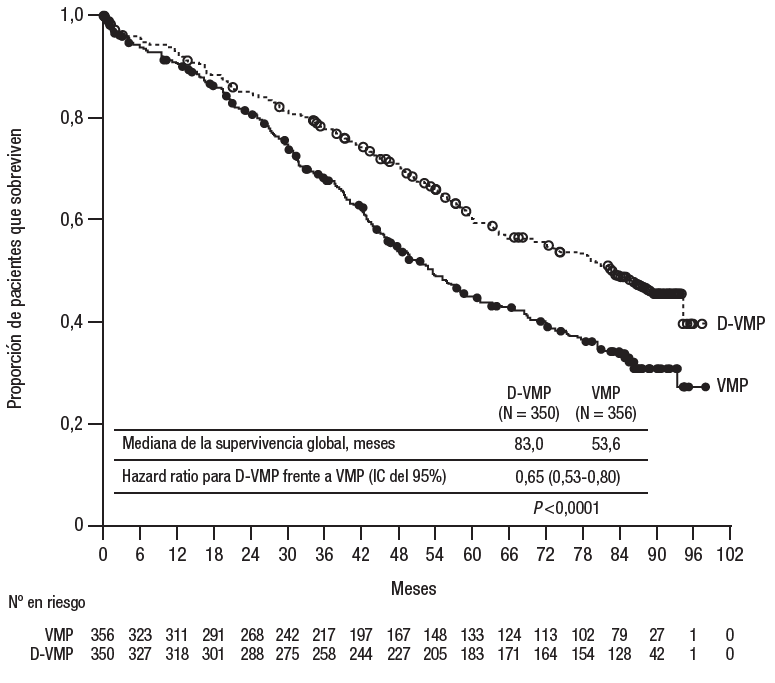 Proporción de pacientes que sobreviven
1,0
0,8
0,6
0,4
0,2
0
D-VMP
VMP
D-VMP VMP
(N = 350) (N = 356)
Mediana de la supervivencia global, meses 83,0 53,6
Hazard ratio para D-VMP frente a VMP (IC del 95%) 0,65 (0,53-0,80)
P<0,0001
0 6 12 18 24 30 36 42 48 54 60 66 72 78 84 90 96 102
Meses
Nº en riesgo
VMP 356 323 311 291 268 242 217 197 167 148 133 124 113 102 79 27 1 0
D-VMP 350 327 318 301 288 275 258 244 227 205 183 171 164 154 128 42 1 0